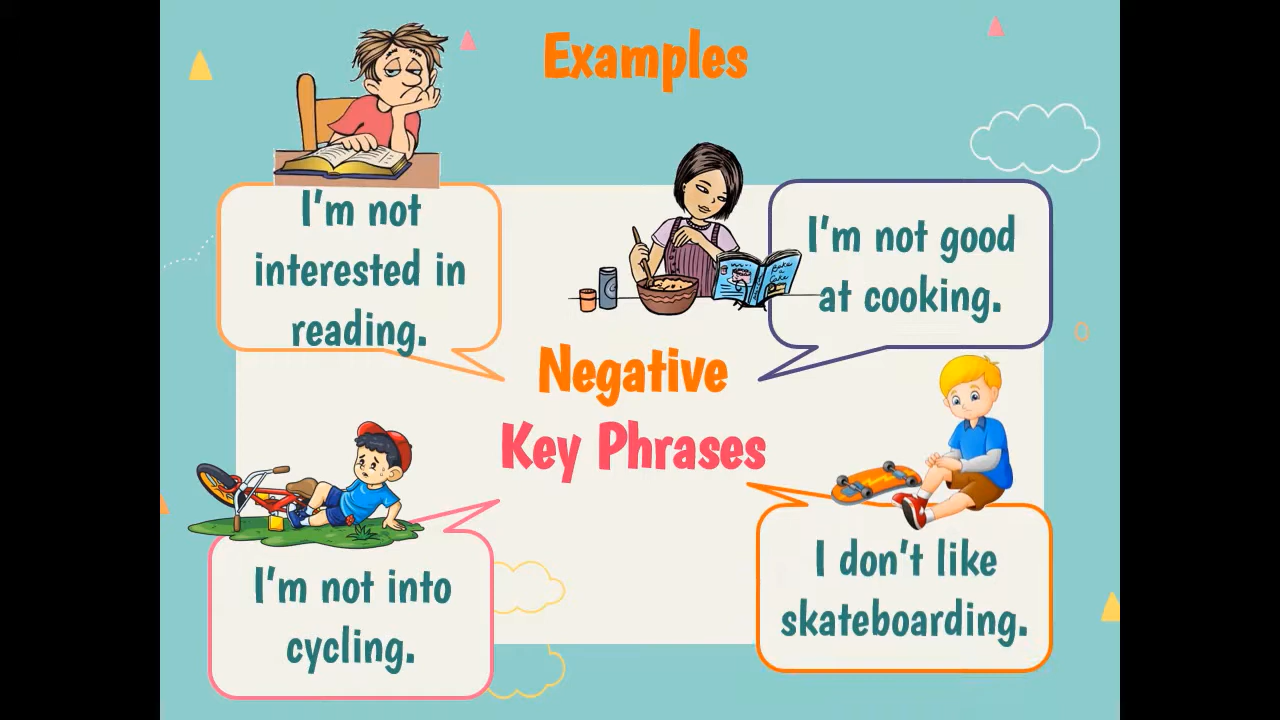 Examples
I'm not
interested in
reading.
I'm not good
at cooking.
Negative
Key Phrases
I'm not into
cycling.
I don't like
skateboarding.